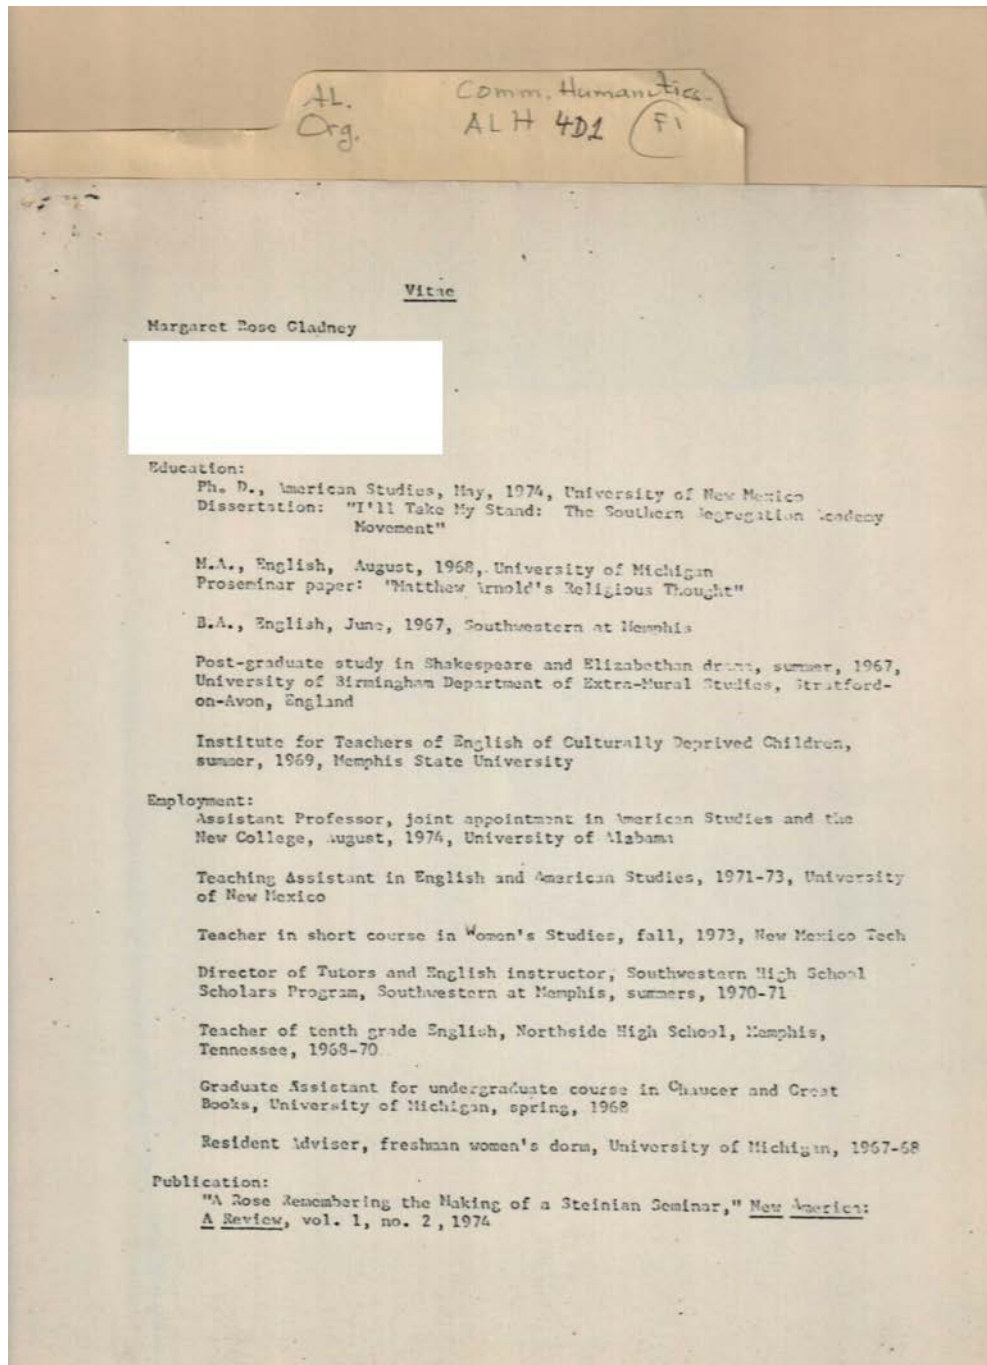 AL. Comm. Humanities.
Org. ALH 4D1 F1
Vitae
Margaret Rose Gladney
Education:
Ph. D., American Studies, May, 1974, University of New Mexico
Dissertation: "I'll Take My Stand: The Southern Segregation Academy
Movement"
M.A., English, August, 1968, University of Michigan
Proseminar paper: "Matthew Arnold's Religious Thought"
B.A., English, June, 1967, Southwestern at Memphis
Post-graduate study in Shakespeare and Elizabethan drama, summer, 1967,
University of Birmingham Department of Extra-Mural Studies, Stratford-
on-Avon, England
Institute for Teachers of English of Culturally Deprived Children,
summer, 1969, Memphis State University
Employment:
Assistant Professor, joint appointment in American Studies and the
New College, August, 1974, University of Alabama
Teaching Assistant in English and American Studies, 1971-73, University
of New Mexico
Teacher in short course in Women's Studies, fall, 1973, New Mexico Tech
Director of Tutors and English instructor, Southwestern High School
Scholars Program, Southwestern at Memphis, summers, 1970-71
Teacher of tenth grade English, Northside High School, Memphis,
Tennessee, 1968-70
Graduate Assistant for undergraduate course in Chaucer and Great
Books, University of Michigan, spring, 1968
Resident Adviser, freshman women's dorm, University of Michigan, 1967-68
Publication:
"A Rose Remembering the Making of a Steinian Seminar," New America:
A Review, vol. 1, no. 2, 1974